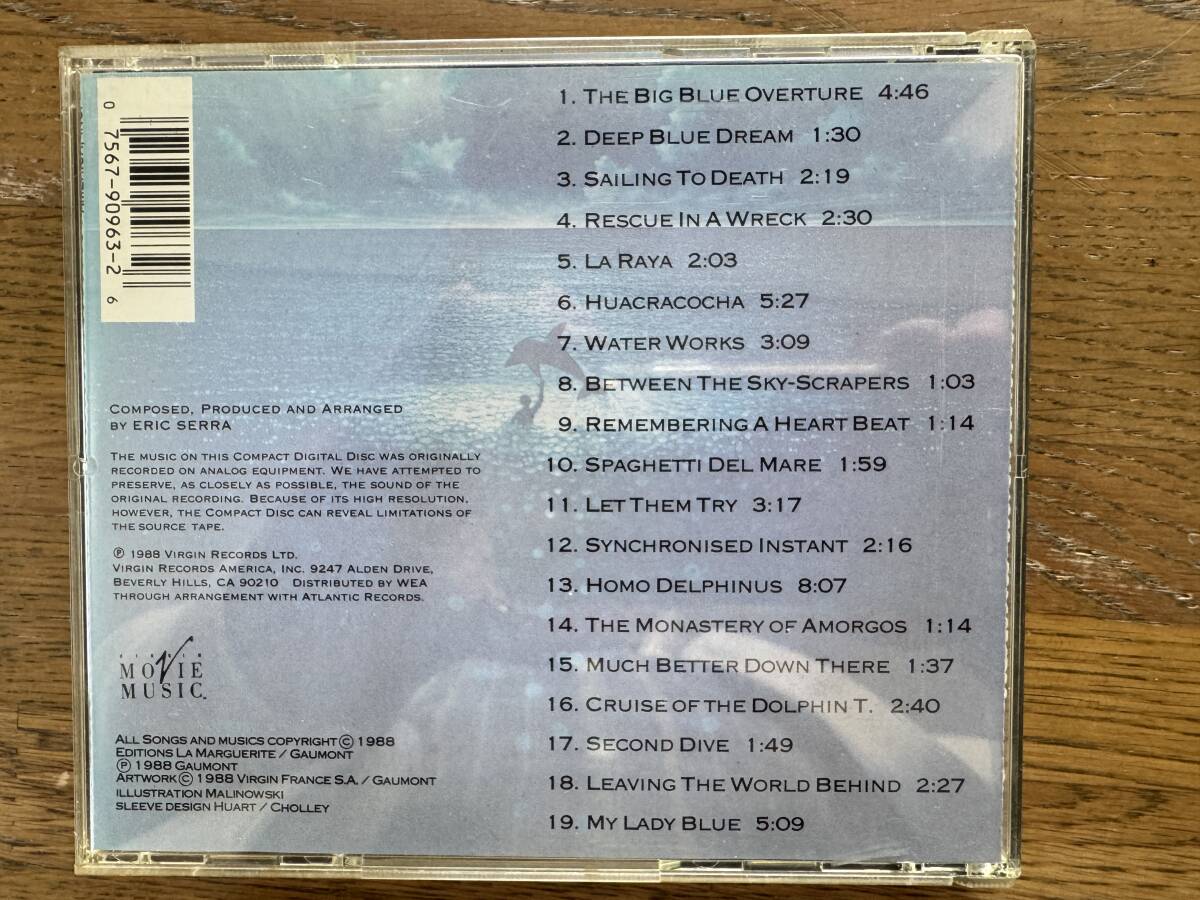 0 7567-90963-2 6
COMPOSED, PRODUCED AND ARRANGED
BY ERIC SERRA
THE MUSIC ON THIS COMPACT DIGITAL DISC WAS ORIGINALLY
RECORDED ON ANALOG EQUIPMENT. WE HAVE ATTEMPTED TO
PRESERVE, AS CLOSELY AS POSSIBLE, THE SOUND OF THE
ORIGINAL RECORDING. BECAUSE OF ITS HIGH RESOLUTION,
HOWEVER, THE COMPACT DISC CAN REVEAL LIMITATIONS OF
THE SOURCE TAPE.
℗ 1988 VIRGIN RECORDS LTD.
VIRGIN RECORDS AMERICA, INC. 9247 ALDEN DRIVE,
BEVERLY HILLS, CA 90210 DISTRIBUTED BY WEA
THROUGH ARRANGEMENT WITH ATLANTIC RECORDS.
VIRGIN
MOVIE
MUSIC™
ALL SONGS AND MUSICS COPYRIGHT © 1988
EDITIONS LA MARGUERITE / GAUMONT
℗ 1988 GAUMONT
ARTWORK © 1988 VIRGIN FRANCE S.A. / GAUMONT
ILLUSTRATION MALINOWSKI
SLEEVE DESIGN HUART / CHOLLEY
1. THE BIG BLUE OVERTURE 4:46
2. DEEP BLUE DREAM 1:30
3. SAILING TO DEATH 2:19
4. RESCUE IN A WRECK 2:30
5. LA RAYA 2:03
6. HUACRACOCHA 5:27
7. WATER WORKS 3:09
8. BETWEEN THE SKY-SCRAPERS 1:03
9. REMEMBERING A HEART BEAT 1:14
10. SPAGHETTI DEL MARE 1:59
11. LET THEM TRY 3:17
12. SYNCHRONISED INSTANT 2:16
13. HOMO DELPHINUS 8:07
14. THE MONASTERY OF AMORGOS 1:14
15. MUCH BETTER DOWN THERE 1:37
16. CRUISE OF THE DOLPHIN T. 2:40
17. SECOND DIVE 1:49
18. LEAVING THE WORLD BEHIND 2:27
19. MY LADY BLUE 5:09